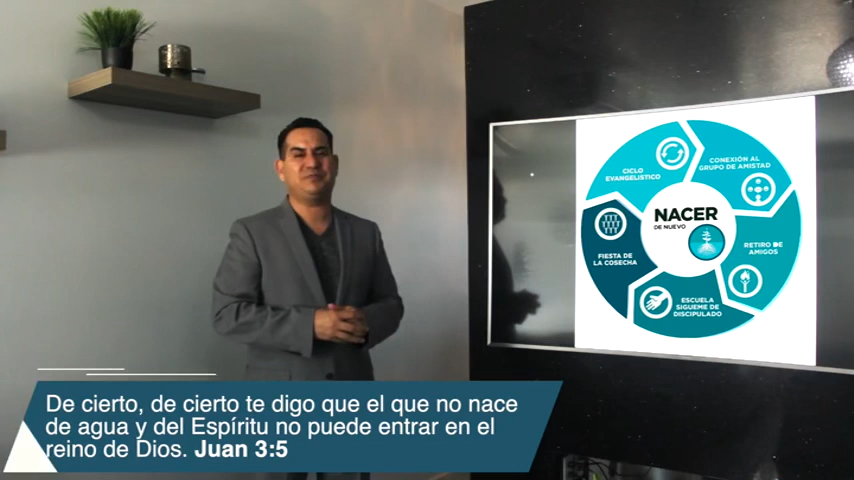 CICLO
EVANGELÍSTICO
CONEXIÓN AL
GRUPO DE AMISTAD
NACER
DE NUEVO
RETIRO DE
AMIGOS
FIESTA DE
LA COSECHA
ESCUELA
SIGUEME DE
DISCIPULADO
De cierto, de cierto te digo que el que no nace
de agua y del Espíritu no puede entrar en el
reino de Dios. Juan 3:5